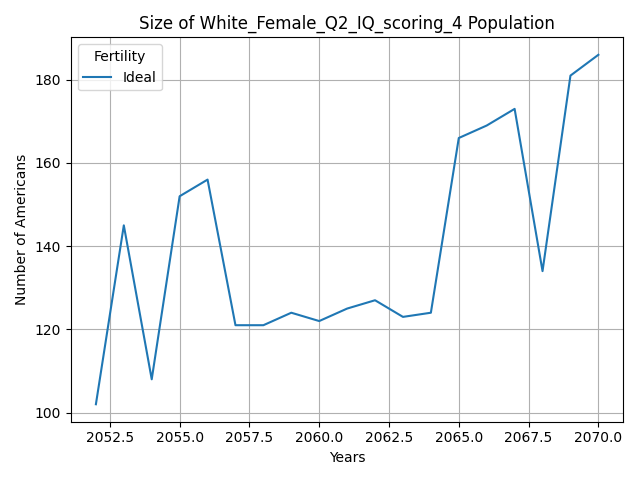 Size of White_Female_Q2_IQ_scoring_4 Population
Fertility
Ideal
Number of Americans
180
160
140
120
100
2052.5 2055.0 2057.5 2060.0 2062.5 2065.0 2067.5 2070.0
Years